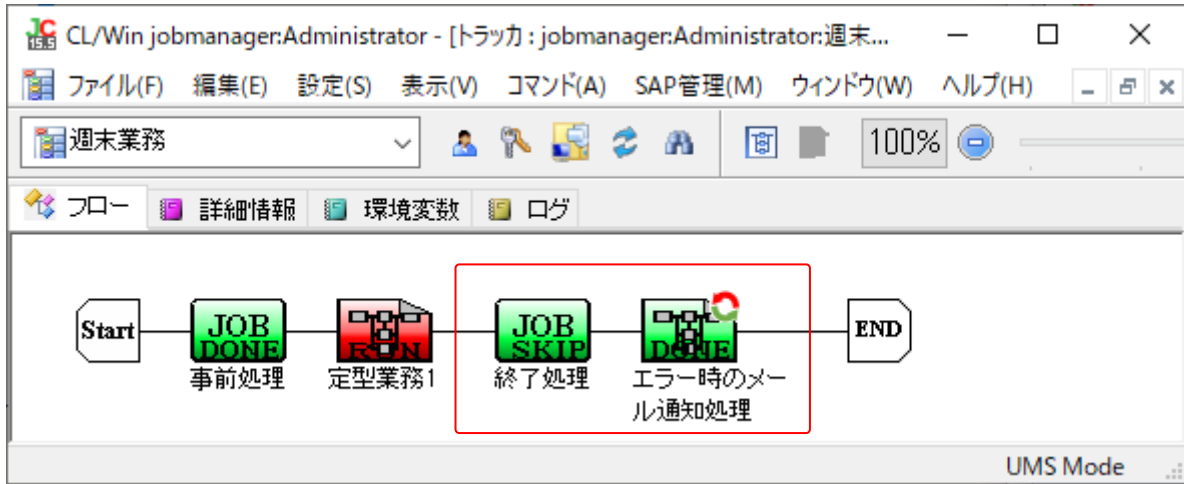 JC 15.5 CL/Win jobmanager:Administrator - [トラッカ : jobmanager:Administrator:週末...
ファイル(F) 編集(E) 設定(S) 表示(V) コマンド(A) SAP管理(M) ウィンドウ(W) ヘルプ(H)
週末業務 100%
フロー 詳細情報 環境変数 ログ
Start JOB DONE RUN JOB SKIP DONE END
事前処理 定型業務1 終了処理 エラー時のメー
ル通知処理
UMS Mode